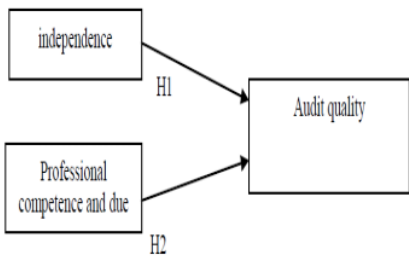 independence
H1
Audit quality
Professional
competence and due
H2